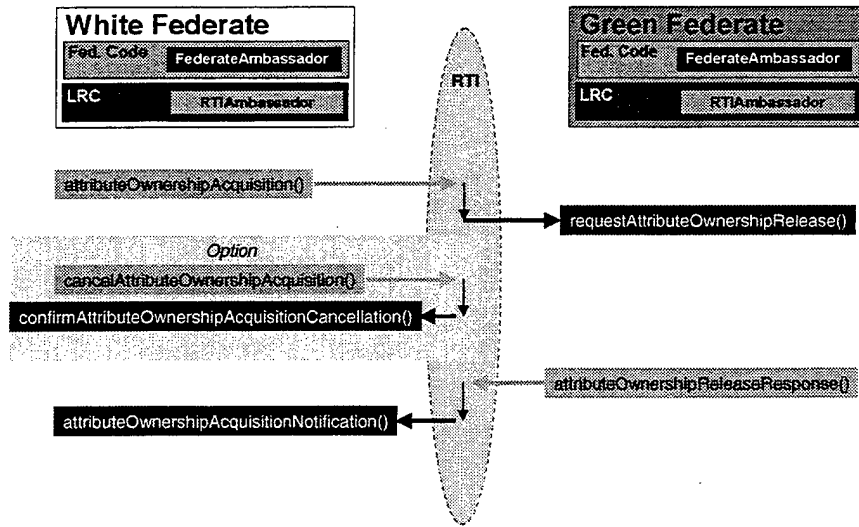 White Federate
Fed. Code
FederateAmbassador
LRC
RTIAmbassador
RTI
Green Federate
Fed. Code
FederateAmbassador
LRC
RTIAmbassador
attributeOwnershipAcquisition()
requestAttributeOwnershipRelease()
Option
cancelAttributeOwnershipAcquisition()
confirmAttributeOwnershipAcquisitionCancellation()
attributeOwnershipReleaseResponse()
attributeOwnershipAcquisitionNotification()